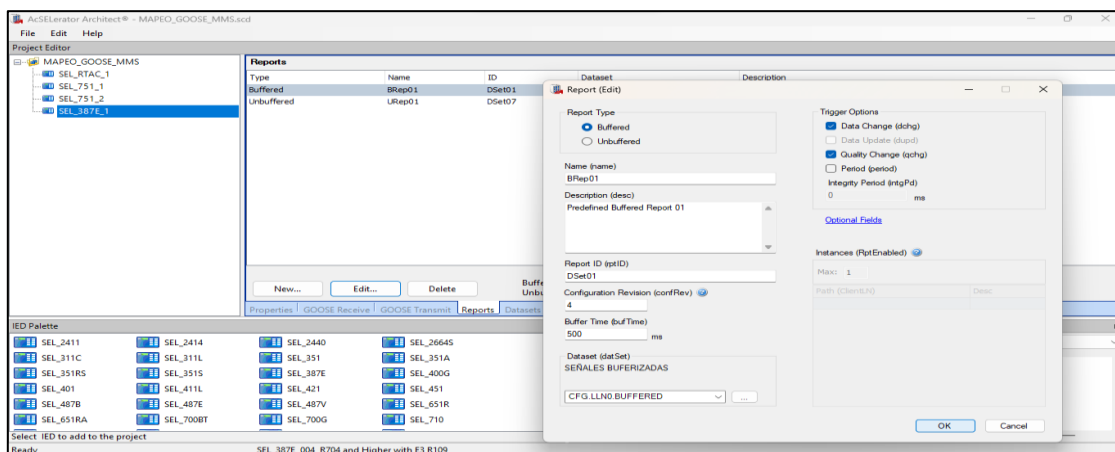 AcSELerator Architect® - MAPEO_GOOSE_MMS.scd
File Edit Help
Project Editor
MAPEO_GOOSE_MMS
SEL_RTAC_1
SEL_751_1
SEL_751_2
SEL_387E_1
Reports
Type Name ID Dataset Description
Buffered BRep01 DSet01
Unbuffered URep01 DSet07
New... Edit... Delete
Properties GOOSE Receive GOOSE Transmit Reports Datasets
Report (Edit)
Report Type
Buffered
Unbuffered
Name (name)
BRep01
Description (desc)
Predefined Buffered Report 01
Report ID (rptID)
DSet01
Configuration Revision (confRev)
4
Buffer Time (bufTime)
500 ms
Dataset (datSet)
SEÑALES BUFERIZADAS
CFG.LLN0.BUFFERED ...
Trigger Options
Data Change (dchg)
Data Update (dupd)
Quality Change (qchg)
Period (period)
Integrity Period (intgPd)
0 ms
Optional Fields
Instances (RptEnabled)
Max: 1
Path (ClientLN) Desc
OK Cancel
IED Palette
SEL_2411 SEL_2414 SEL_2440 SEL_2664S
SEL_311C SEL_311L SEL_351 SEL_351A
SEL_351RS SEL_351S SEL_387E SEL_400G
SEL_401 SEL_411L SEL_421 SEL_451
SEL_487B SEL_487E SEL_487V SEL_651R
SEL_651RA SEL_700BT SEL_700G SEL_710
Select IED to add to the project
Ready SEL_387E_004 R704 and Higher with E3 R109